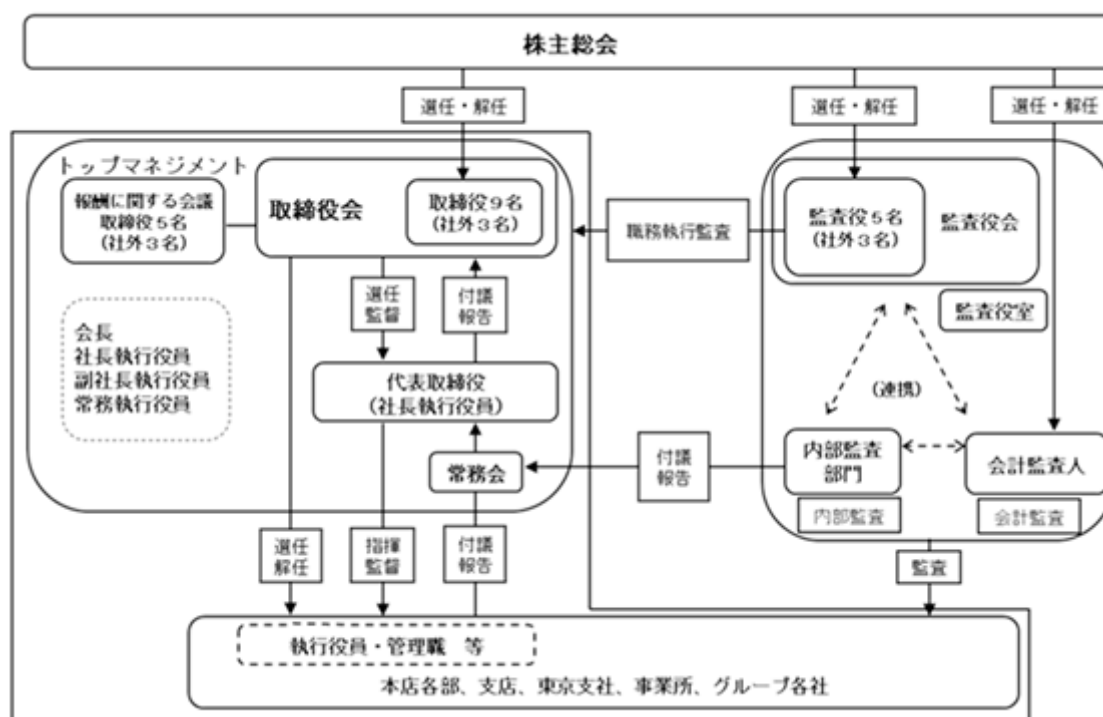 株主総会
選任・解任
選任・解任
選任・解任
トップマネジメント
報酬に関する会議
取締役5名
(社外3名)
取締役会
取締役9名
(社外3名)
職務執行監査
監査役5名
(社外3名)
監査役会
監査役室
選任
監督
付議
報告
会長
社長執行役員
副社長執行役員
常務執行役員
代表取締役
(社長執行役員)
(連携)
常務会
付議
報告
内部監査
部門
会計監査人
内部監査
会計監査
選任
解任
指揮
監督
付議
報告
監査
執行役員・管理職 等
本店各部、支店、東京支社、事業所、グループ各社